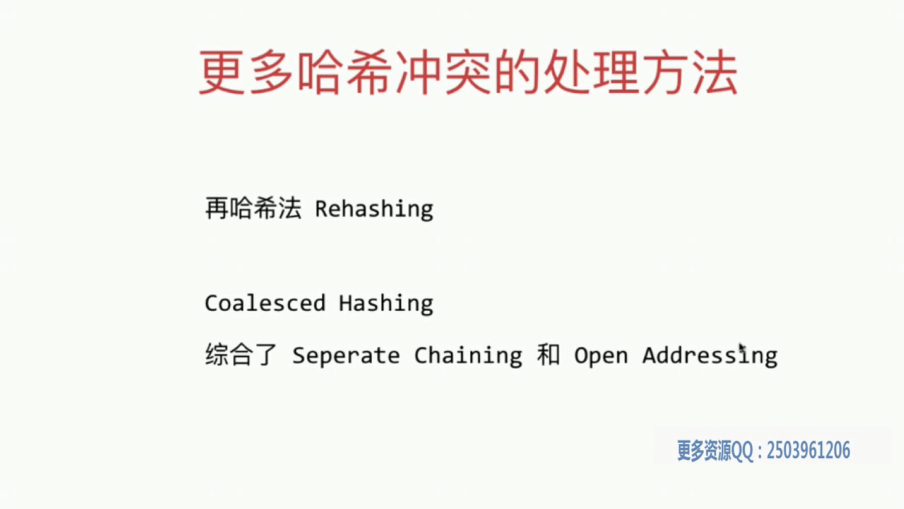 更多哈希冲突的处理方法
再哈希法 Rehashing
Coalesced Hashing
综合了 Seperate Chaining 和 Open Addressing
更多资源QQ：2503961206